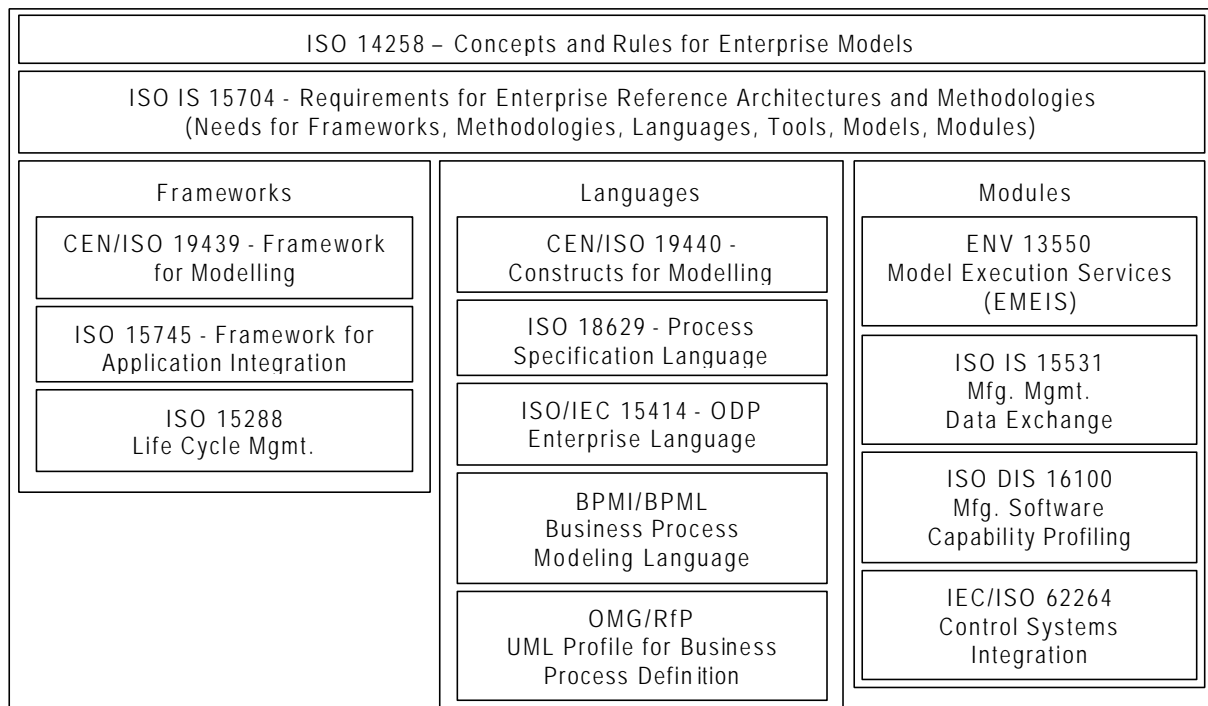 ISO 14258 – Concepts and Rules for Enterprise Models
ISO IS 15704 - Requirements for Enterprise Reference Architectures and Methodologies
(Needs for Frameworks, Methodologies, Languages, Tools, Models, Modules)
Frameworks
CEN/ISO 19439 - Framework
for Modelling
ISO 15745 - Framework for
Application Integration
ISO 15288
Life Cycle Mgmt.
Languages
CEN/ISO 19440 -
Constructs for Modelling
ISO 18629 - Process
Specification Language
ISO/IEC 15414 - ODP
Enterprise Language
BPMI/BPML
Business Process
Modeling Language
OMG/RfP
UML Profile for Business
Process Definition
Modules
ENV 13550
Model Execution Services
(EMEIS)
ISO IS 15531
Mfg. Mgmt.
Data Exchange
ISO DIS 16100
Mfg. Software
Capability Profiling
IEC/ISO 62264
Control Systems
Integration